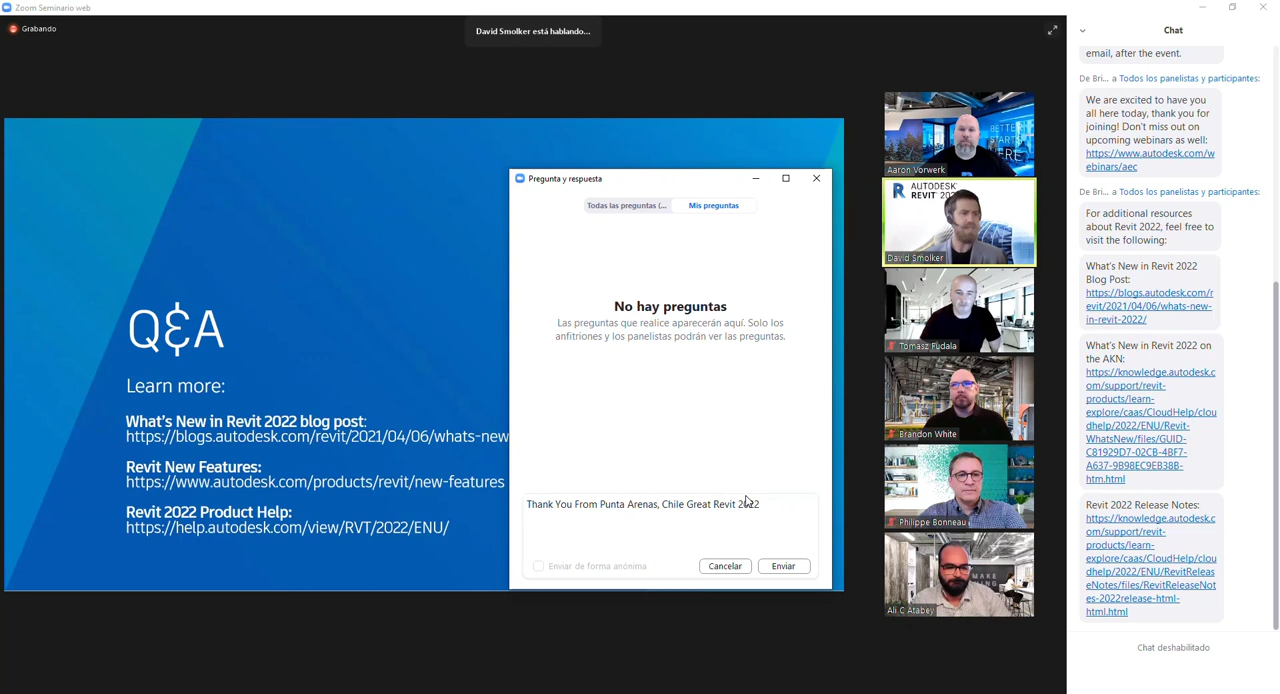 Zoom Seminario web
Grabando
David Smolker está hablando...
Q&A
Learn more:
What's New in Revit 2022 blog post:
https://blogs.autodesk.com/revit/2021/04/06/whats-new
Revit New Features:
https://www.autodesk.com/products/revit/new-features
Revit 2022 Product Help:
https://help.autodesk.com/view/RVT/2022/ENU/
Pregunta y respuesta
Todas las preguntas (...
Mis preguntas
No hay preguntas
Las preguntas que realice aparecerán aquí. Solo los
anfitriones y los panelistas podrán ver las preguntas.
Thank You From Punta Arenas, Chile Great Revit 2022
Enviar de forma anónima
Cancelar
Enviar
BETTER
STARTS
HERE
Aaron Vorwerk
AUTODESK
REVIT 202
David Smolker
Tomasz Fudala
Brandon White
Philippe Bonneau
MAKE
Ali C Atabey
Chat
email, after the event.
De Bri... a Todos los panelistas y participantes:
We are excited to have you
all here today, thank you for
joining! Don't miss out on
upcoming webinars as well:
https://www.autodesk.com/w
ebinars/aec
De Bri... a Todos los panelistas y participantes:
For additional resources
about Revit 2022, feel free to
visit the following:
What's New in Revit 2022
Blog Post:
https://blogs.autodesk.com/r
evit/2021/04/06/whats-new-
in-revit-2022/
What's New in Revit 2022 on
the AKN:
https://knowledge.autodesk.c
om/support/revit-
products/learn-
explore/caas/CloudHelp/clou
dhelp/2022/ENU/Revit-
WhatsNew/files/GUID-
C81929D7-02CB-4BF7-
A637-9B98EC9EB38B-
htm.html
Revit 2022 Release Notes:
https://knowledge.autodesk.c
om/support/revit-
products/learn-
explore/caas/CloudHelp/clou
dhelp/2022/ENU/RevitReleas
eNotes/files/RevitReleaseNot
es-2022release-html-
html.html
Chat deshabilitado